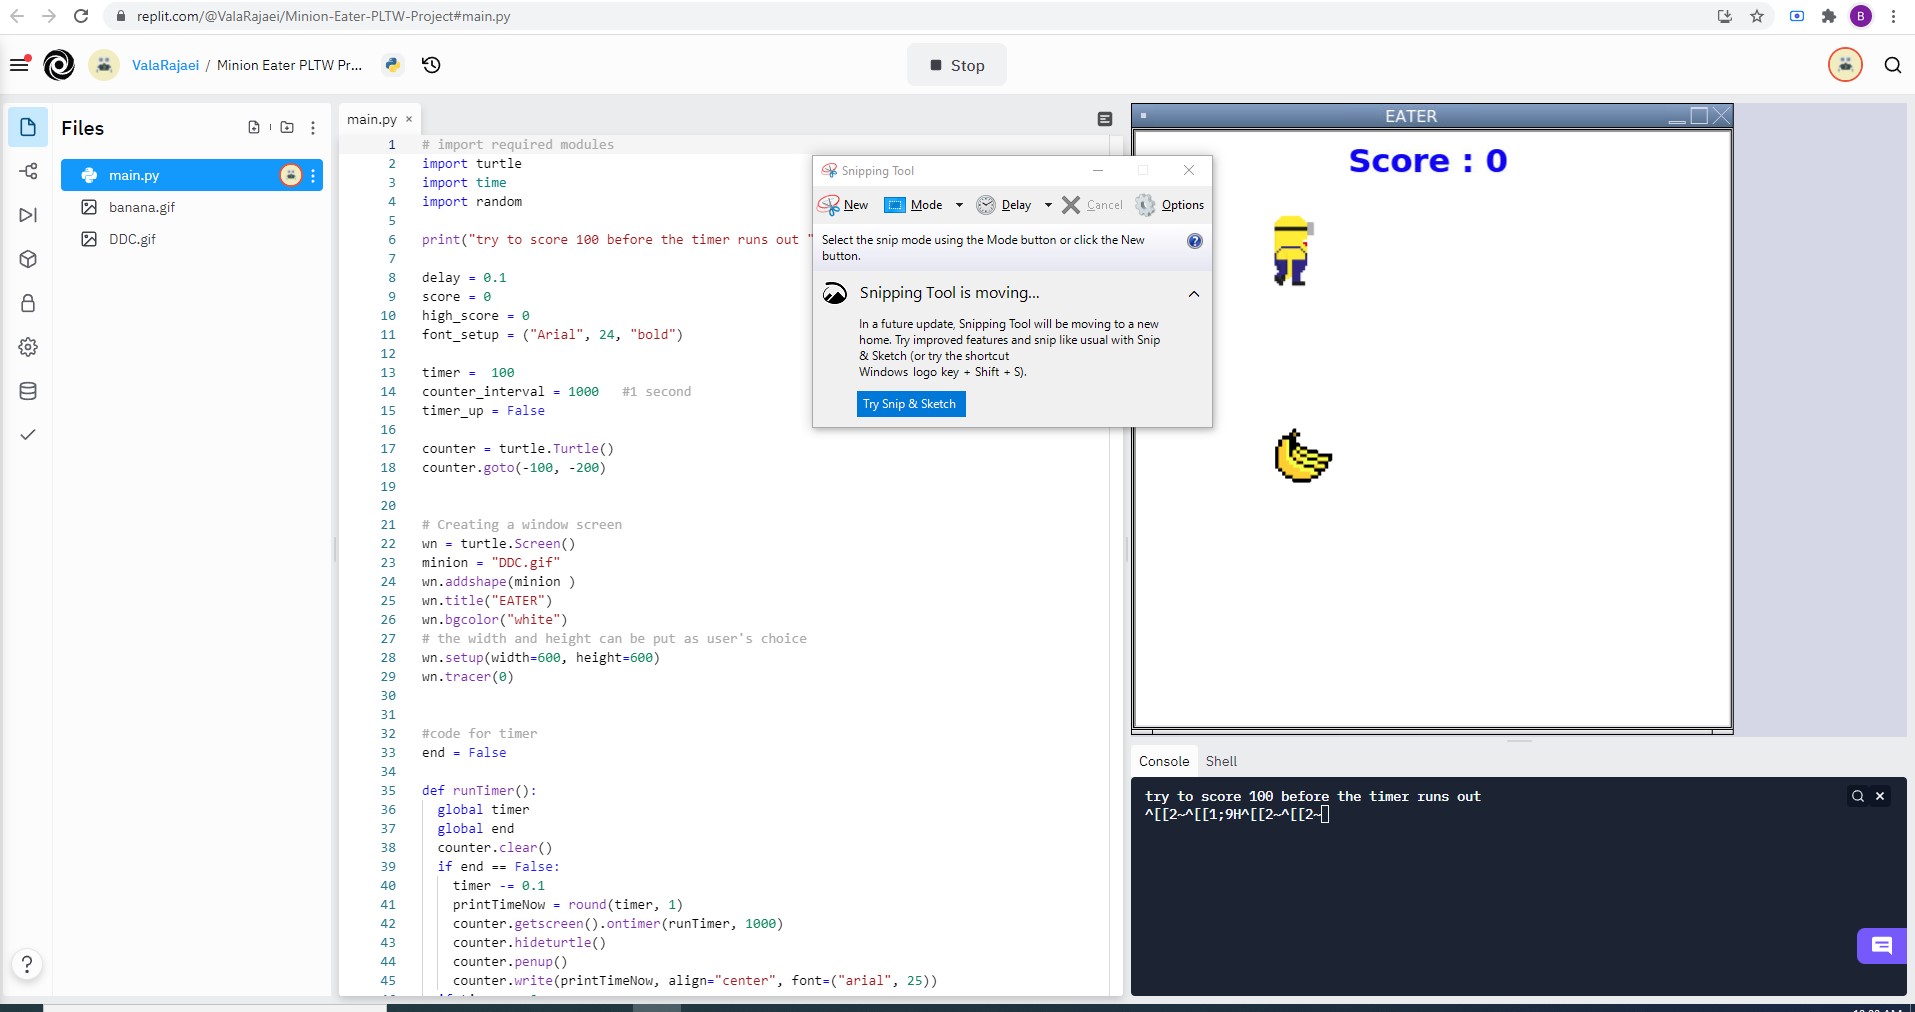 replit.com/@ValaRajaei/Minion-Eater-PLTW-Project#main.py
B
ValaRajaei / Minion Eater PLTW Pr...
Stop
Files
main.py
banana.gif
DDC.gif
main.py ×
1 # import required modules
2 import turtle
3 import time
4 import random
5
6 print("try to score 100 before the timer runs out "
7
8 delay = 0.1
9 score = 0
10 high_score = 0
11 font_setup = ("Arial", 24, "bold")
12
13 timer =  100
14 counter_interval = 1000   #1 second
15 timer_up = False
16
17 counter = turtle.Turtle()
18 counter.goto(-100, -200)
19
20
21 # Creating a window screen
22 wn = turtle.Screen()
23 minion = "DDC.gif"
24 wn.addshape(minion )
25 wn.title("EATER")
26 wn.bgcolor("white")
27 # the width and height can be put as user's choice
28 wn.setup(width=600, height=600)
29 wn.tracer(0)
30
31
32 #code for timer
33 end = False
34
35 def runTimer():
36 global timer
37 global end
38 counter.clear()
39 if end == False:
40 timer -= 0.1
41 printTimeNow = round(timer, 1)
42 counter.getscreen().ontimer(runTimer, 1000)
43 counter.hideturtle()
44 counter.penup()
45 counter.write(printTimeNow, align="center", font=("arial", 25))
Snipping Tool
New Mode Delay Cancel Options
Select the snip mode using the Mode button or click the New
button.
Snipping Tool is moving...
In a future update, Snipping Tool will be moving to a new
home. Try improved features and snip like usual with Snip
& Sketch (or try the shortcut
Windows logo key + Shift + S).
Try Snip & Sketch
EATER
Score : 0
Console Shell
try to score 100 before the timer runs out
^[[2~^[[1;9H^[[2~^[[2~